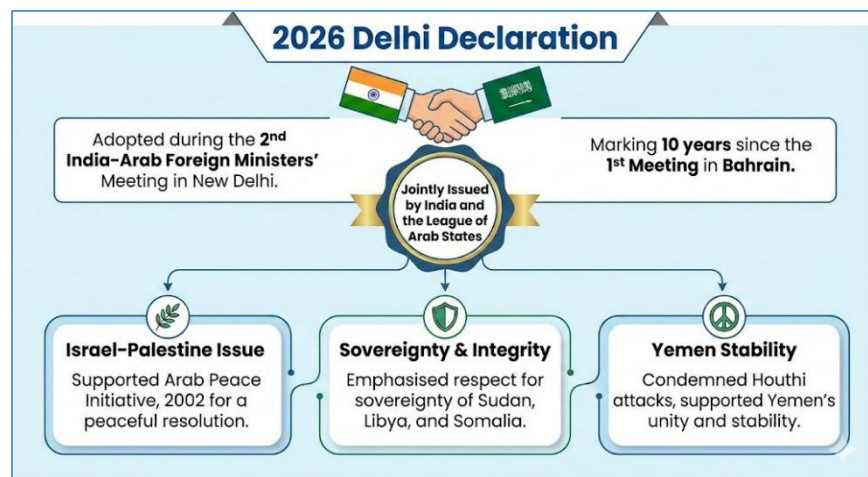 2026 Delhi Declaration
Adopted during the 2nd
India-Arab Foreign Ministers’
Meeting in New Delhi.
Marking 10 years since the
1st Meeting in Bahrain.
Jointly Issued
by India and
the League of
Arab States
Israel-Palestine Issue
Supported Arab Peace
Initiative, 2002 for a
peaceful resolution.
Sovereignty & Integrity
Emphasised respect for
sovereignty of Sudan,
Libya, and Somalia.
Yemen Stability
Condemned Houthi
attacks, supported Yemen’s
unity and stability.